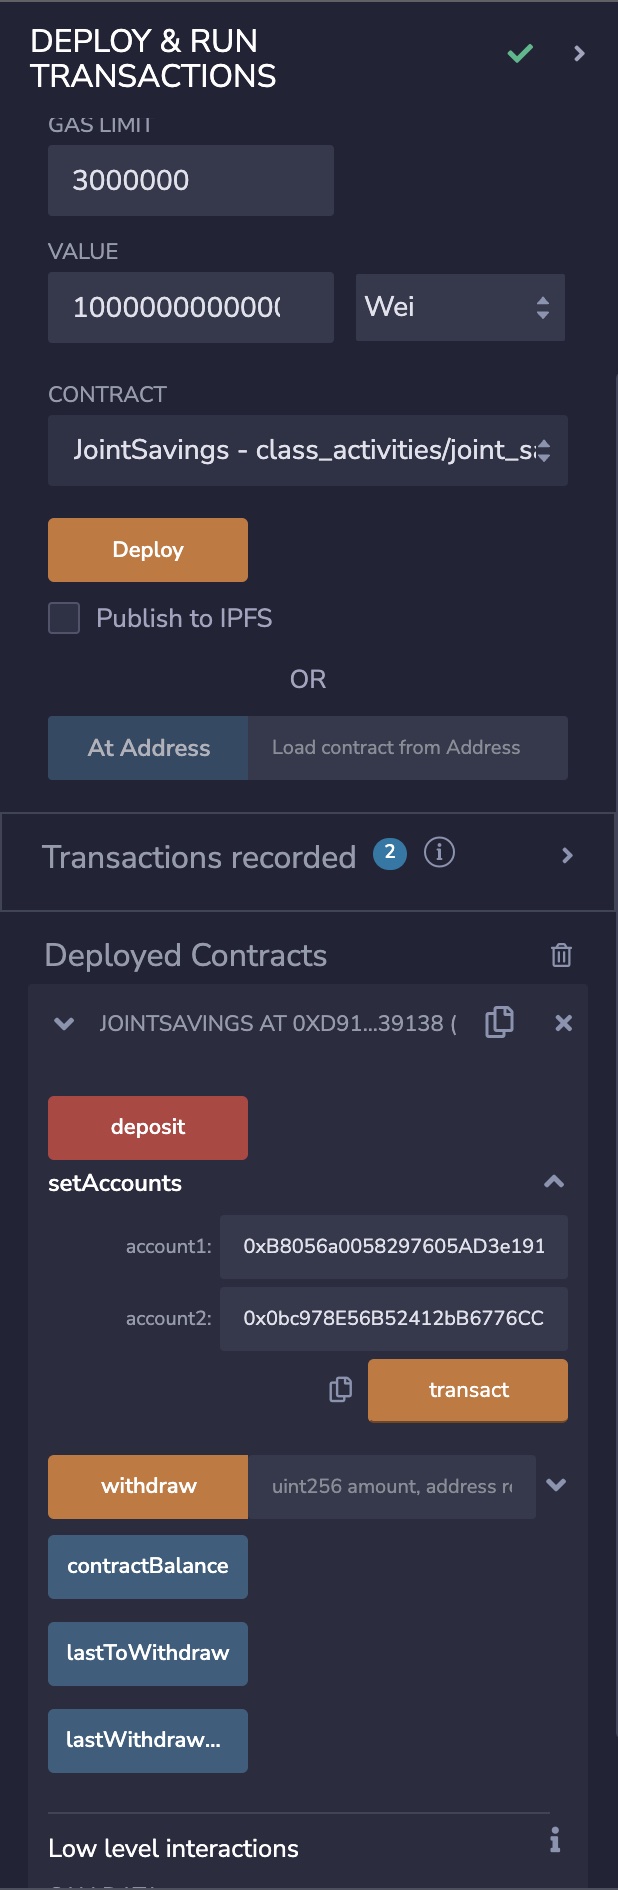 DEPLOY & RUN
TRANSACTIONS
GAS LIMIT
3000000
VALUE
1000000000000
Wei
CONTRACT
JointSavings - class_activities/joint_sa
Deploy
Publish to IPFS
OR
At Address
Load contract from Address
Transactions recorded 2 i
Deployed Contracts
JOINTSAVINGS AT 0XD91...39138 (
deposit
setAccounts
account1: 0xB8056a0058297605AD3e191
account2: 0x0bc978E56B52412bB6776CC
transact
withdraw
uint256 amount, address re
contractBalance
lastToWithdraw
lastWithdraw...
Low level interactions i